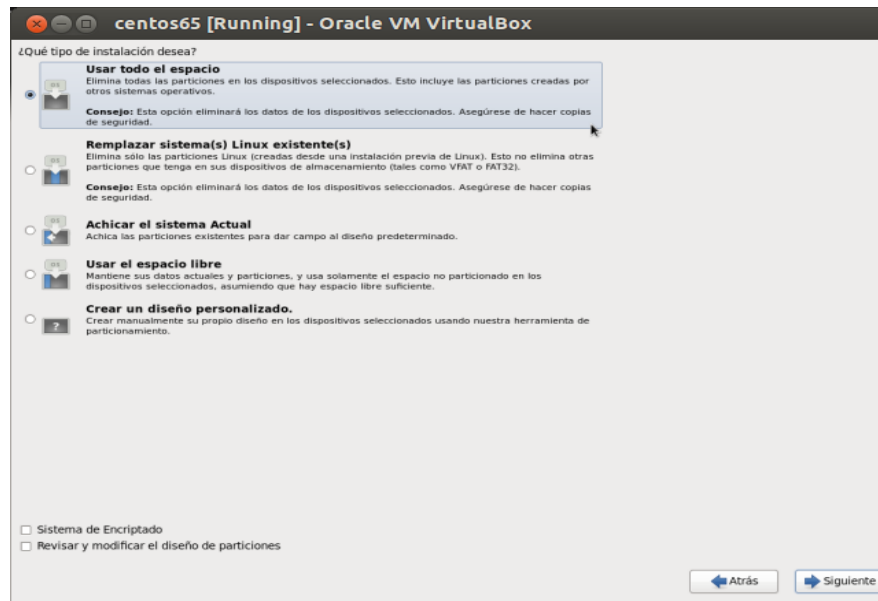 centos65 [Running] - Oracle VM VirtualBox
¿Qué tipo de instalación desea?
Usar todo el espacio
Elimina todas las particiones en los dispositivos seleccionados. Esto incluye las particiones creadas por
otros sistemas operativos.
Consejo: Esta opción eliminará los datos de los dispositivos seleccionados. Asegúrese de hacer copias
de seguridad.
Remplazar sistema(s) Linux existente(s)
Elimina sólo las particiones Linux (creadas desde una instalación previa de Linux). Esto no elimina otras
particiones que tenga en sus dispositivos de almacenamiento (tales como VFAT o FAT32).
Consejo: Esta opción eliminará los datos de los dispositivos seleccionados. Asegúrese de hacer copias
de seguridad.
Achicar el sistema Actual
Achica las particiones existentes para dar campo al diseño predeterminado.
Usar el espacio libre
Mantiene sus datos actuales y particiones, y usa solamente el espacio no particionado en los
dispositivos seleccionados, asumiendo que hay espacio libre suficiente.
Crear un diseño personalizado.
Crear manualmente su propio diseño en los dispositivos seleccionados usando nuestra herramienta de
particionamiento.
Sistema de Encriptado
Revisar y modificar el diseño de particiones
Atrás
Siguiente